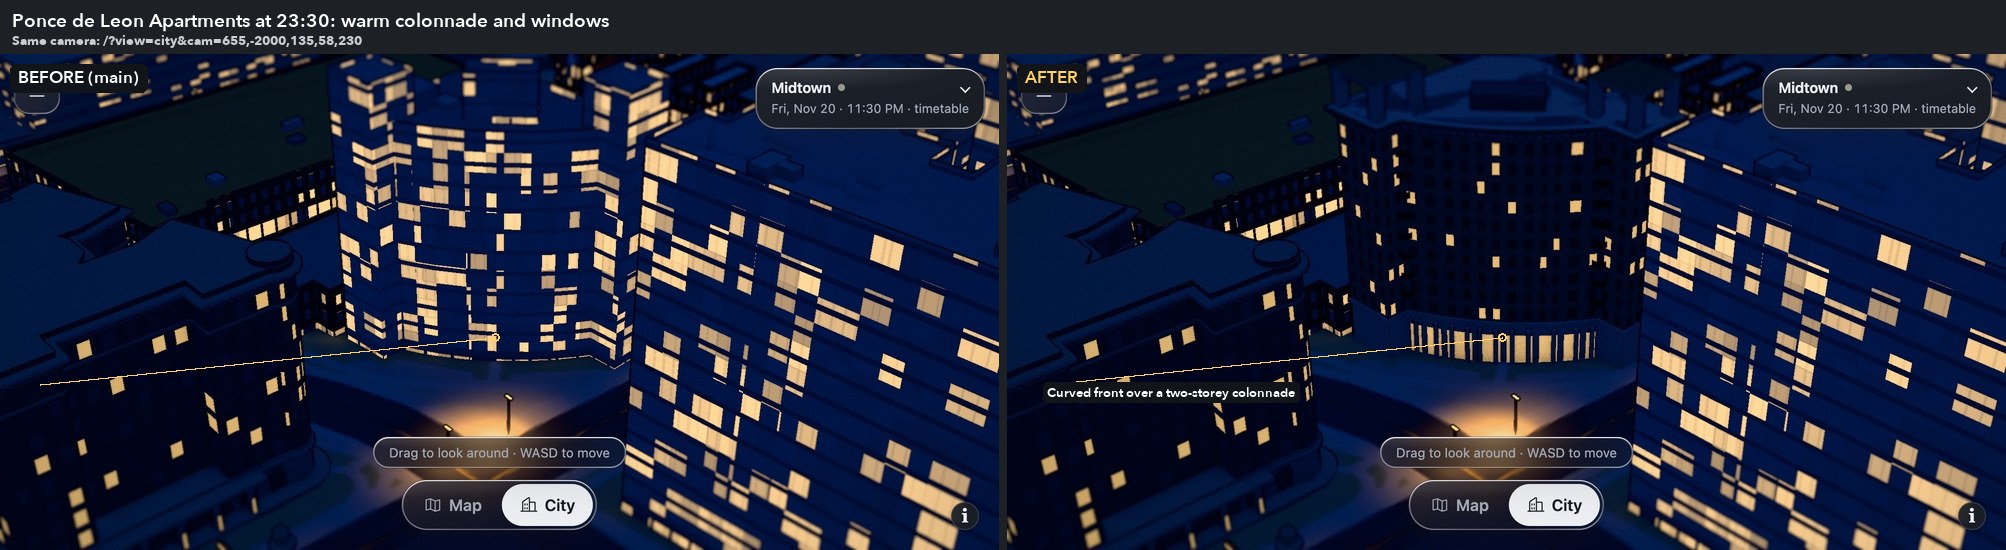 Ponce de Leon Apartments at 23:30: warm colonnade and windows
Same camera: /?view=city&cam=655,-2000,135,58,230
BEFORE (main)
Midtown
Fri, Nov 20 · 11:30 PM · timetable
Drag to look around · WASD to move
Map
City
i
AFTER
Midtown
Fri, Nov 20 · 11:30 PM · timetable
Curved front over a two-storey colonnade
Drag to look around · WASD to move
Map
City
i